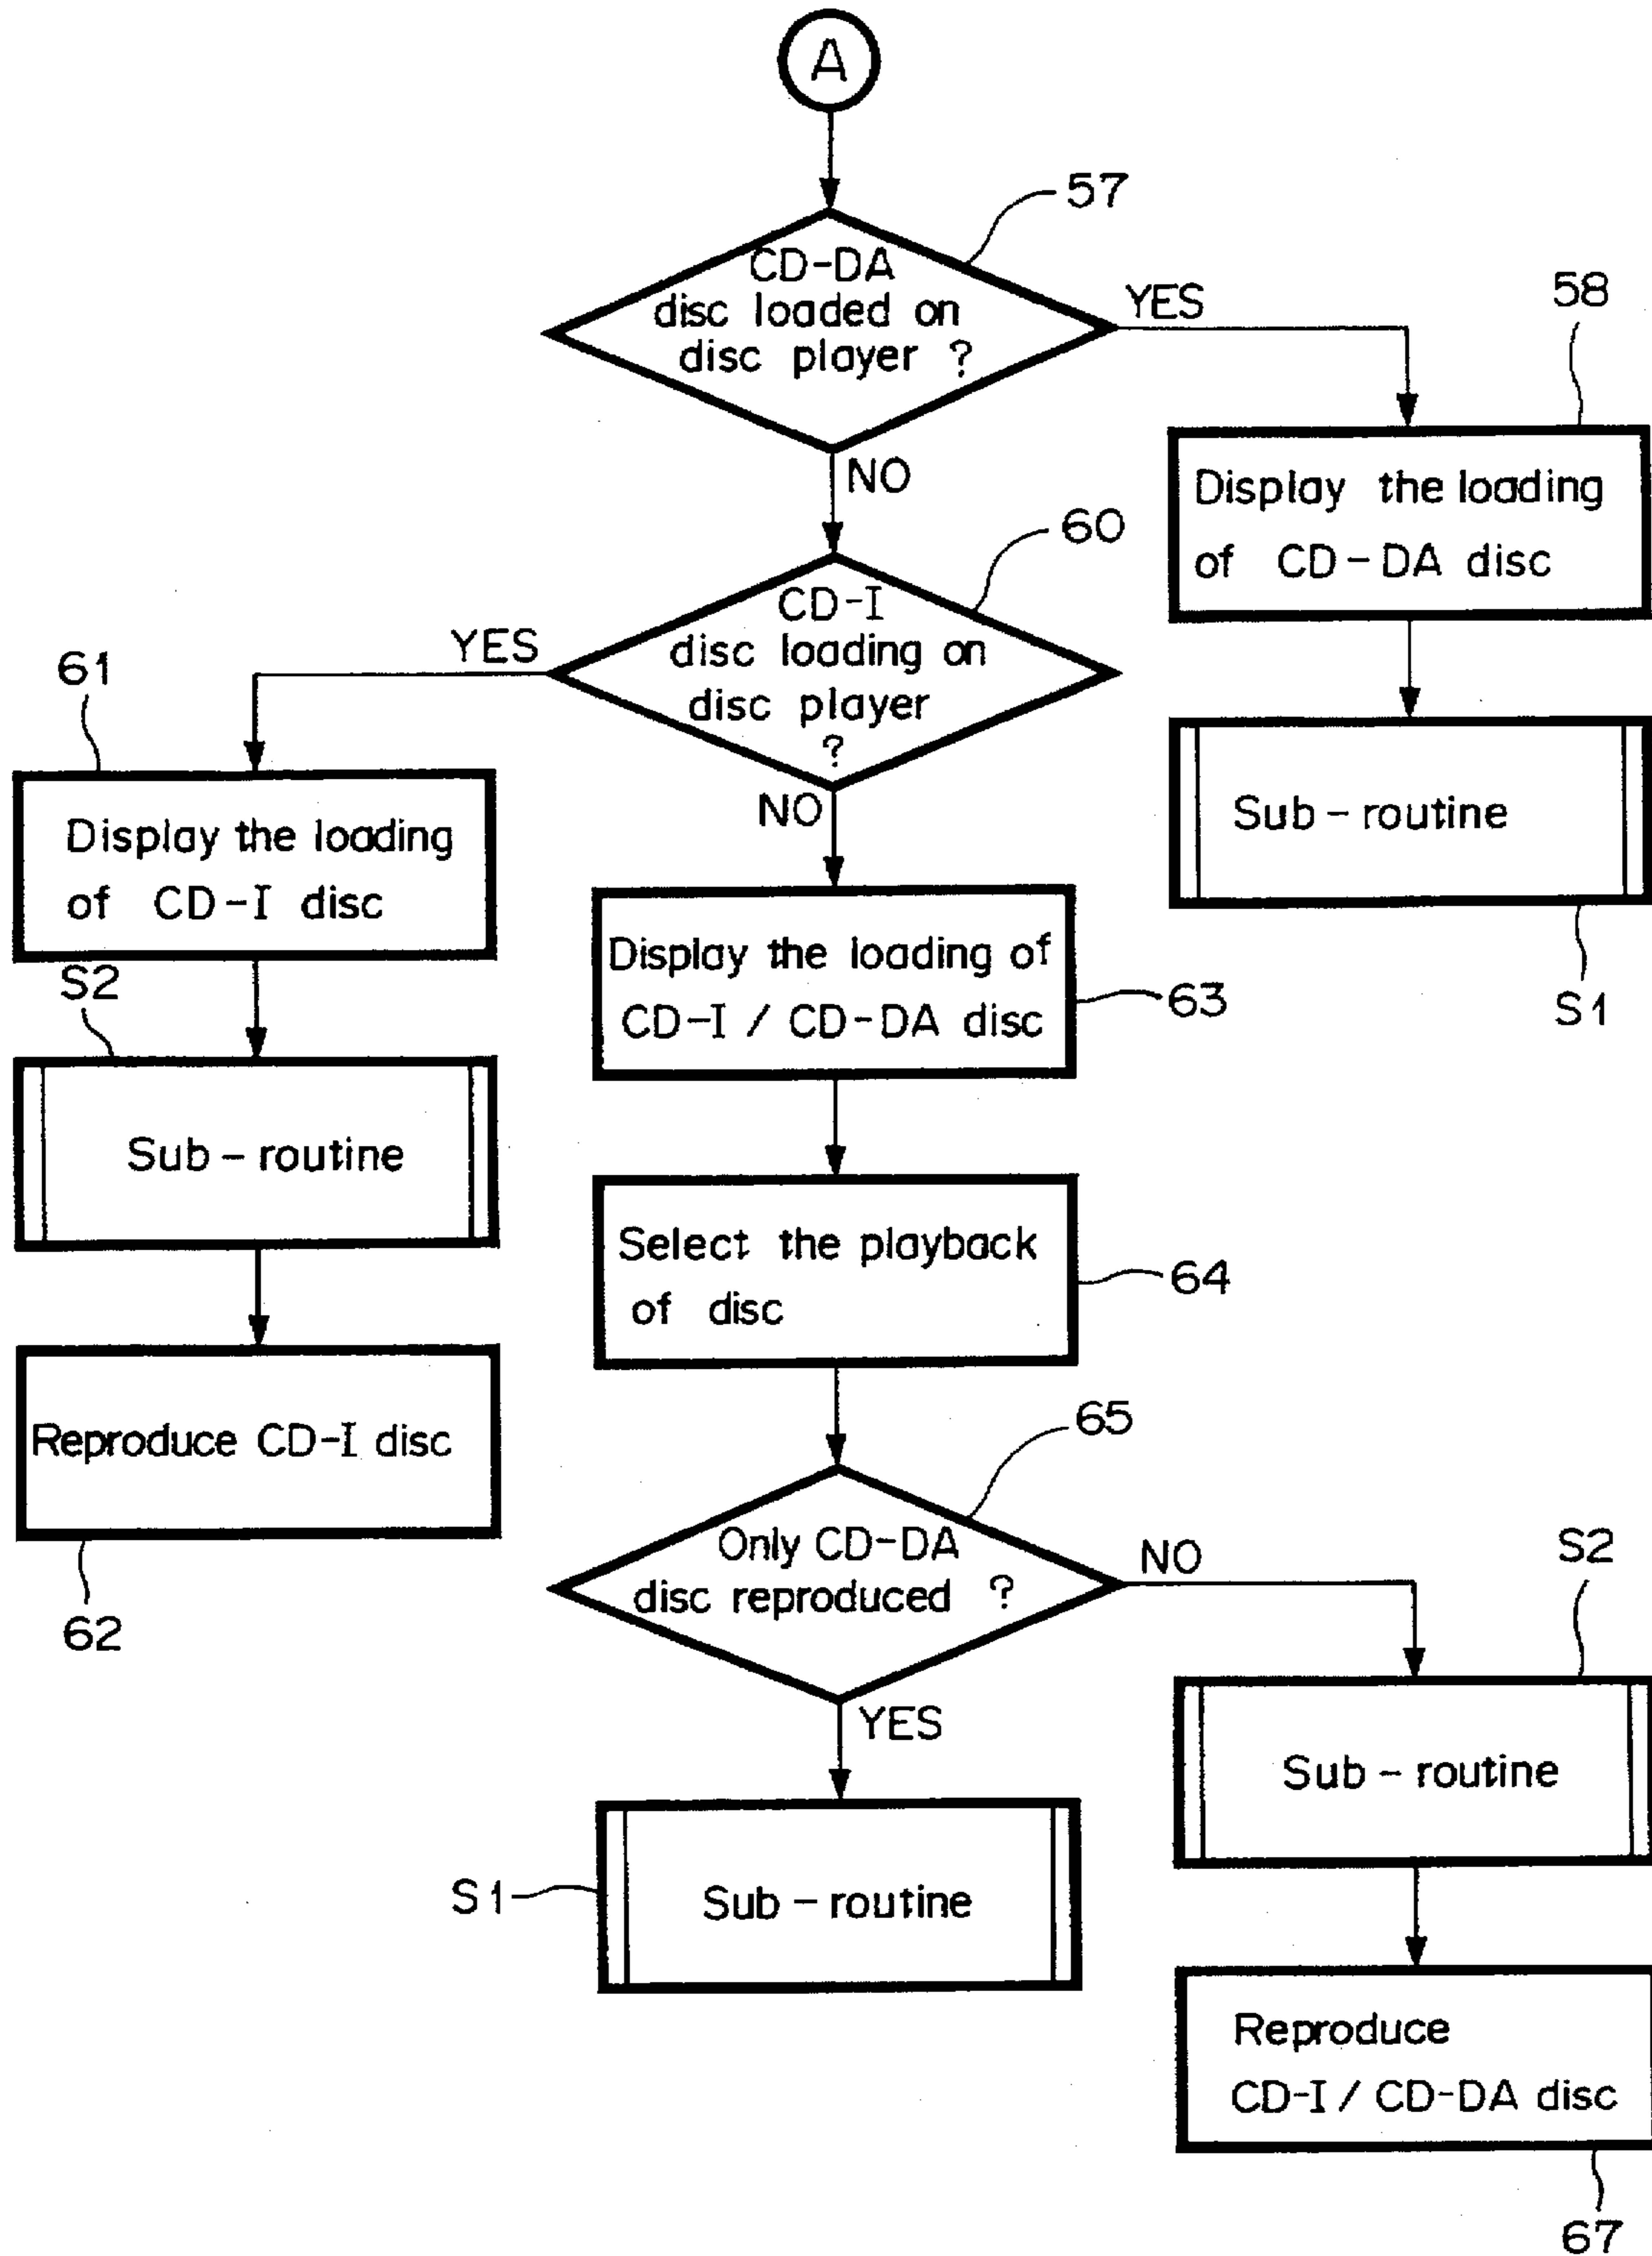 A
57
CD-DA
disc loaded on
disc player ?
YES
58
NO
Display the loading
of CD-DA disc
60
CD-I
disc loading on
disc player
?
YES
61
NO
Sub-routine
S1
Display the loading
of CD-I disc
S2
Display the loading of
CD-I / CD-DA disc
63
Sub-routine
Select the playback
of disc
64
Reproduce CD-I disc
62
65
Only CD-DA
disc reproduced ?
NO
S2
YES
Sub-routine
S1
Sub-routine
Reproduce
CD-I / CD-DA disc
67